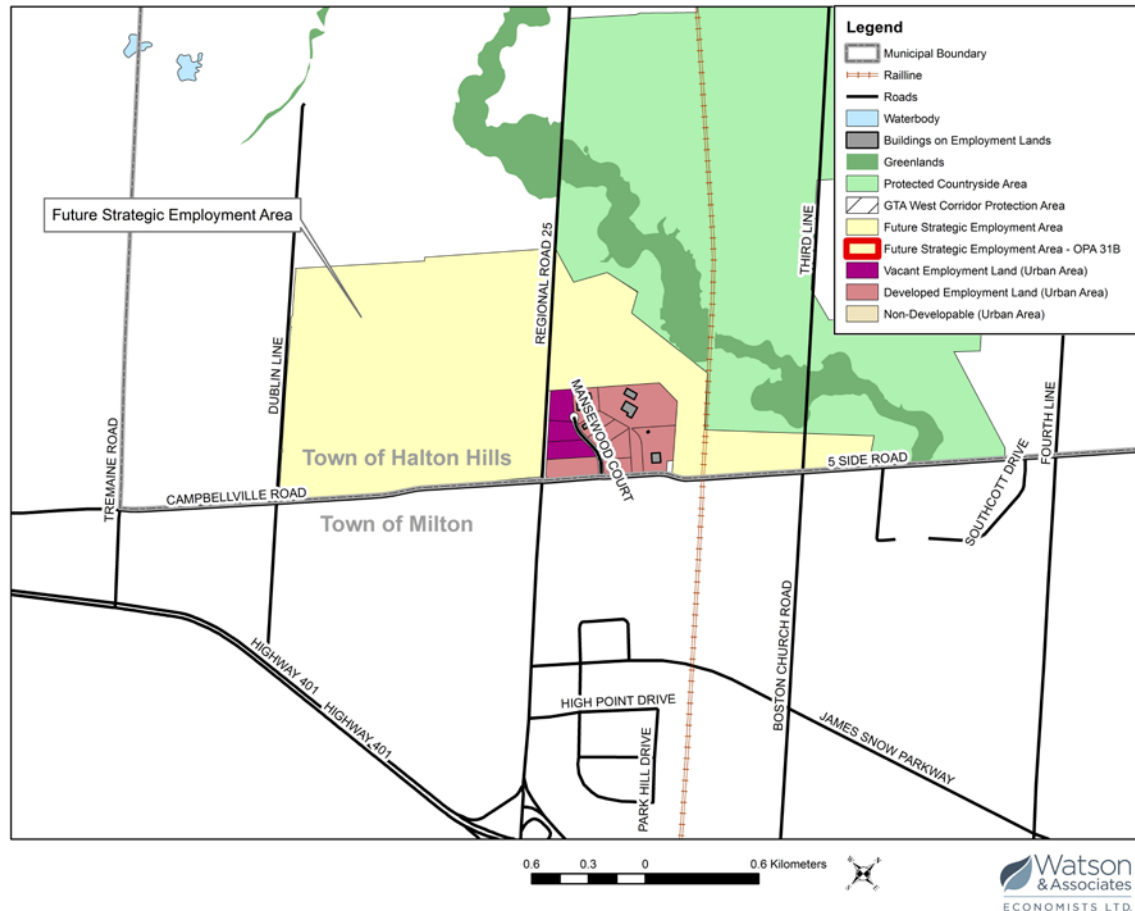 Legend
Municipal Boundary
Railline
Roads
Waterbody
Buildings on Employment Lands
Greenlands
Protected Countryside Area
GTA West Corridor Protection Area
Future Strategic Employment Area
Future Strategic Employment Area - OPA 31B
Vacant Employment Land (Urban Area)
Developed Employment Land (Urban Area)
Non-Developable (Urban Area)
Future Strategic Employment Area
REGIONAL ROAD 25
THIRD LINE
DUBLIN LINE
TREMAINE ROAD
MANSEWOOD COURT
FOURTH LINE
Town of Halton Hills
5 SIDE ROAD
CAMPBELLVILLE ROAD
SOUTHCOTT DRIVE
Town of Milton
HIGHWAY 401
HIGHWAY 401
HIGH POINT DRIVE
PARK HILL DRIVE
BOSTON CHURCH ROAD
JAMES SNOW PARKWAY
0.6 0.3 0 0.6 Kilometers
Watson
& Associates
ECONOMISTS LTD.